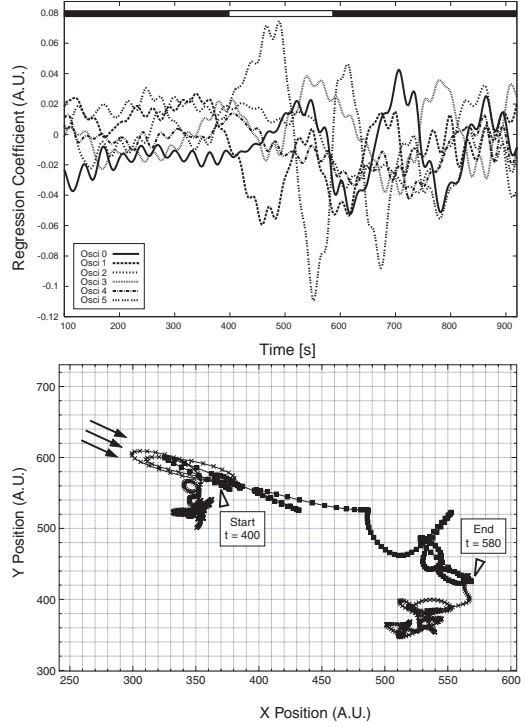 0.08
0.06
0.04
0.02
0
-0.02
-0.04
-0.06
-0.08
-0.1
-0.12
Regression Coefficient (A.U.)
Osci 0
Osci 1
Osci 2
Osci 3
Osci 4
Osci 5
100 200 300 400 500 600 700 800 900
Time [s]
700
600
500
400
300
Y Position (A.U.)
Start
t = 400
End
t = 580
250 300 350 400 450 500 550 600
X Position (A.U.)